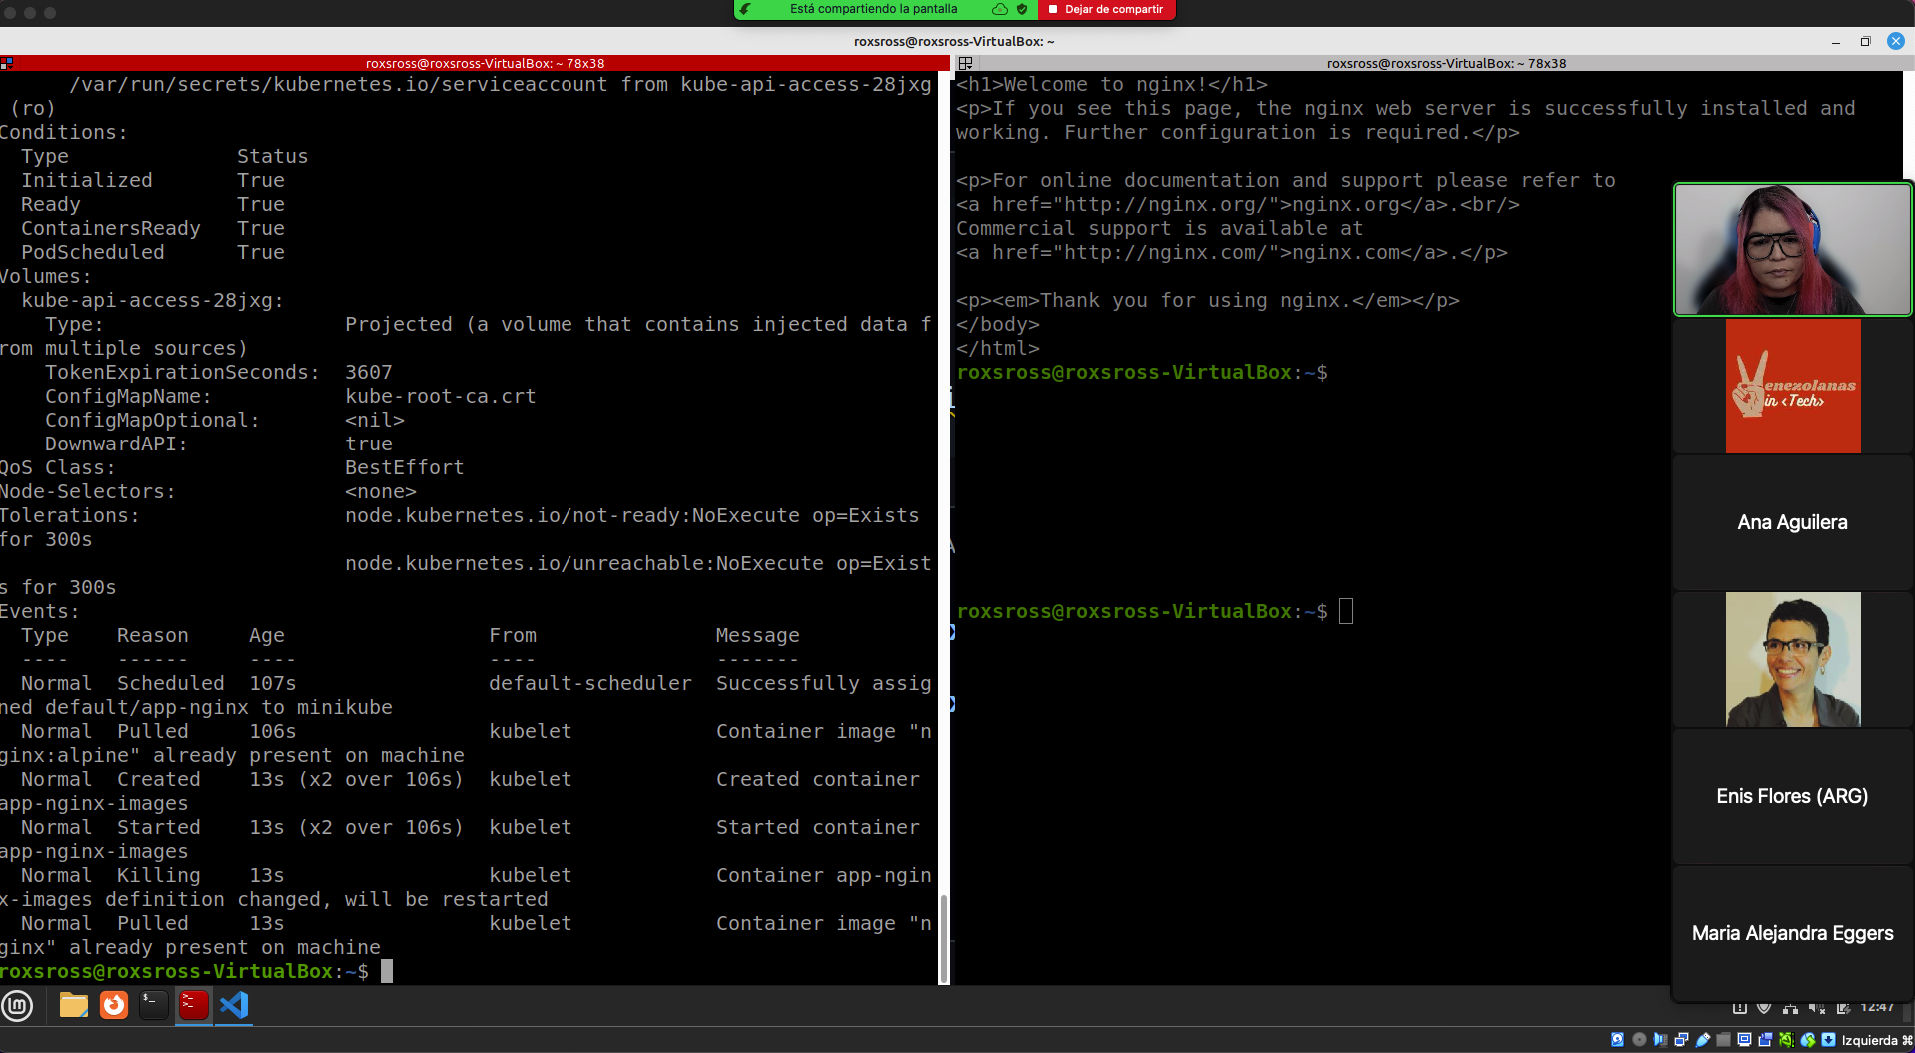 Está compartiendo la pantalla
Dejar de compartir
roxsross@roxsross-VirtualBox: ~
roxsross@roxsross-VirtualBox: ~ 78x38
/var/run/secrets/kubernetes.io/serviceaccount from kube-api-access-28jxg
(ro)
Conditions:
Type Status
Initialized True
Ready True
ContainersReady True
PodScheduled True
Volumes:
kube-api-access-28jxg:
Type: Projected (a volume that contains injected data f
rom multiple sources)
TokenExpirationSeconds: 3607
ConfigMapName: kube-root-ca.crt
ConfigMapOptional: <nil>
DownwardAPI: true
QoS Class: BestEffort
Node-Selectors: <none>
Tolerations: node.kubernetes.io/not-ready:NoExecute op=Exists
for 300s
node.kubernetes.io/unreachable:NoExecute op=Exist
s for 300s
Events:
Type Reason Age From Message
---- ------ ---- ---- -------
Normal Scheduled 107s default-scheduler Successfully assig
ned default/app-nginx to minikube
Normal Pulled 106s kubelet Container image "n
ginx:alpine" already present on machine
Normal Created 13s (x2 over 106s) kubelet Created container
app-nginx-images
Normal Started 13s (x2 over 106s) kubelet Started container
app-nginx-images
Normal Killing 13s kubelet Container app-ngin
x-images definition changed, will be restarted
Normal Pulled 13s kubelet Container image "n
ginx" already present on machine
roxsross@roxsross-VirtualBox:~$
roxsross@roxsross-VirtualBox: ~ 78x38
<h1>Welcome to nginx!</h1>
<p>If you see this page, the nginx web server is successfully installed and
working. Further configuration is required.</p>
<p>For online documentation and support please refer to
<a href="http://nginx.org/">nginx.org</a>.<br/>
Commercial support is available at
<a href="http://nginx.com/">nginx.com</a>.</p>
<p><em>Thank you for using nginx.</em></p>
</body>
</html>
roxsross@roxsross-VirtualBox:~$
roxsross@roxsross-VirtualBox:~$
Venezolanas
in <Tech>
Ana Aguilera
Enis Flores (ARG)
Maria Alejandra Eggers
12:47
Izquierda ⌘